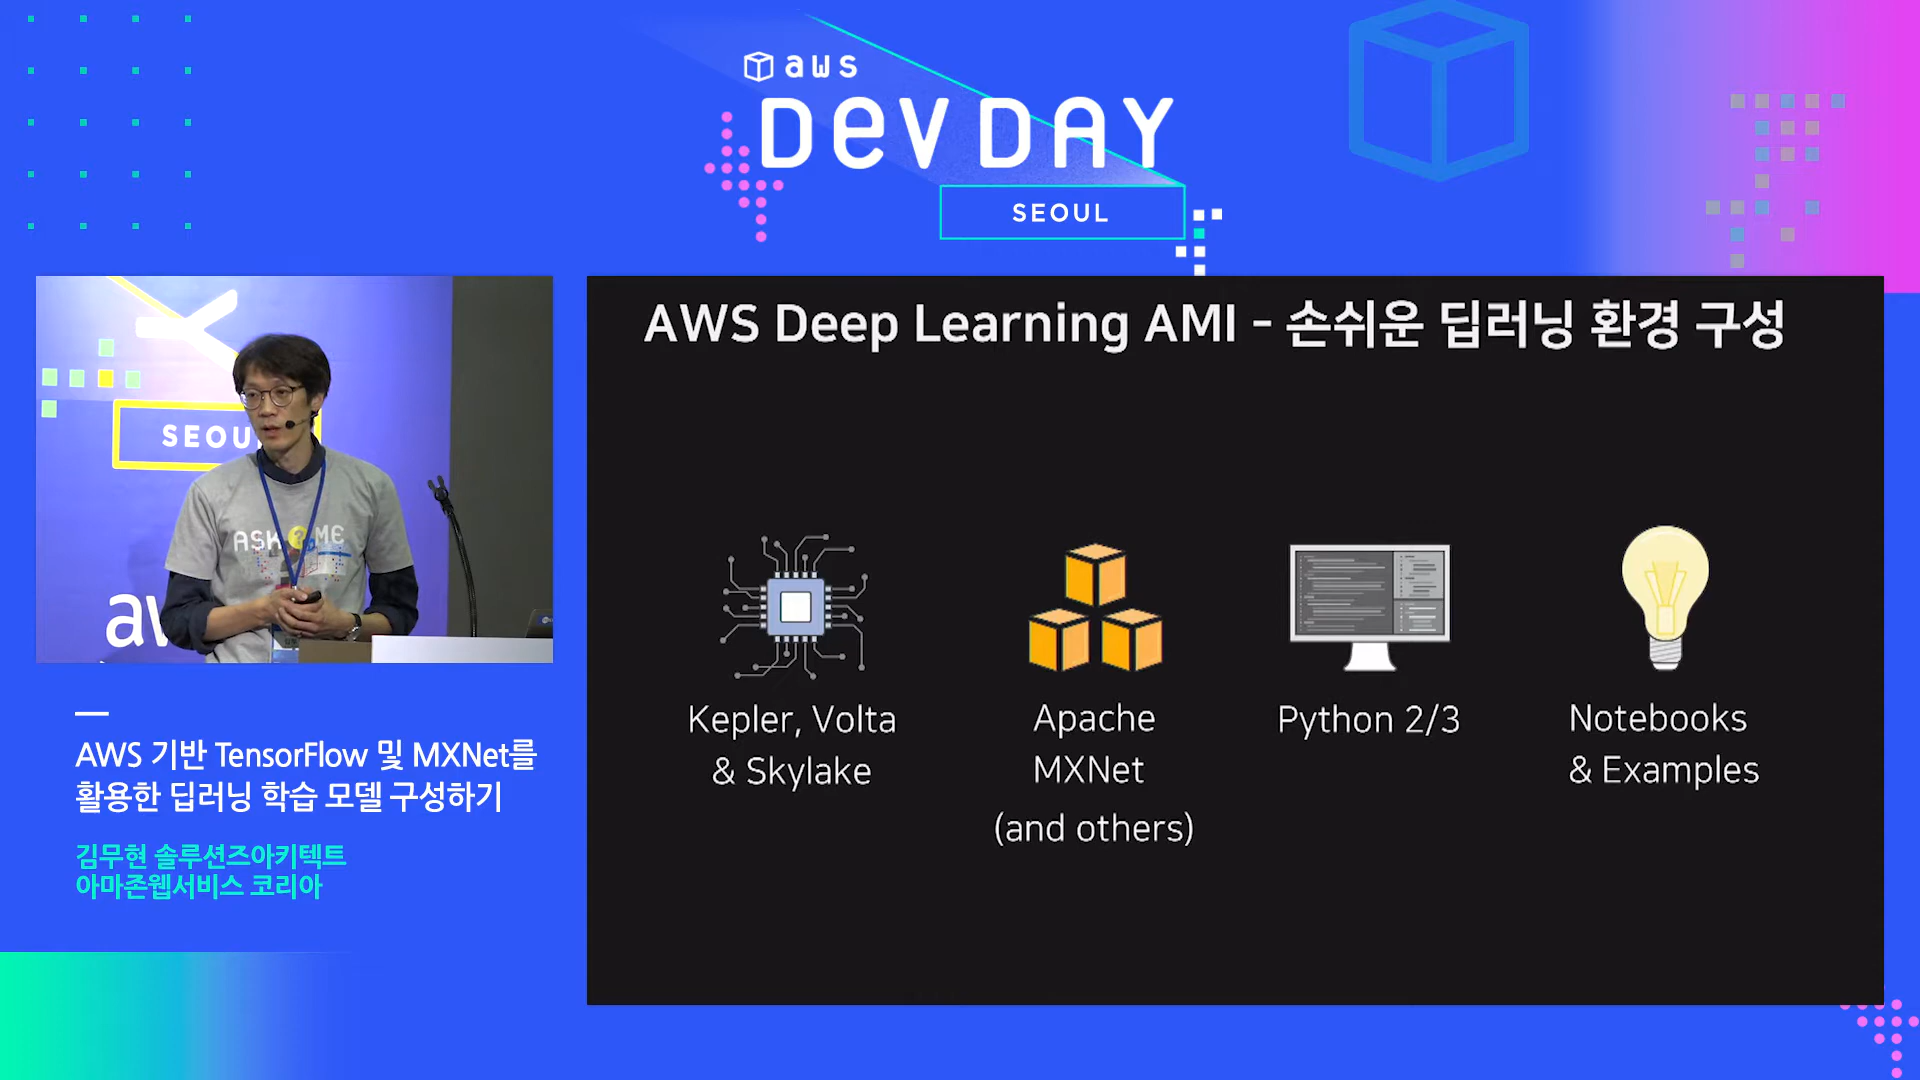 aws
DEV DAY
SEOUL
AWS Deep Learning AMI - 손쉬운 딥러닝 환경 구성
SEOU
ASK ? ME
aw
Kepler, Volta
& Skylake
Apache
MXNet
(and others)
Python 2/3
Notebooks
& Examples
AWS 기반 TensorFlow 및 MXNet를
활용한 딥러닝 학습 모델 구성하기
김무현 솔루션즈아키텍트
아마존웹서비스 코리아